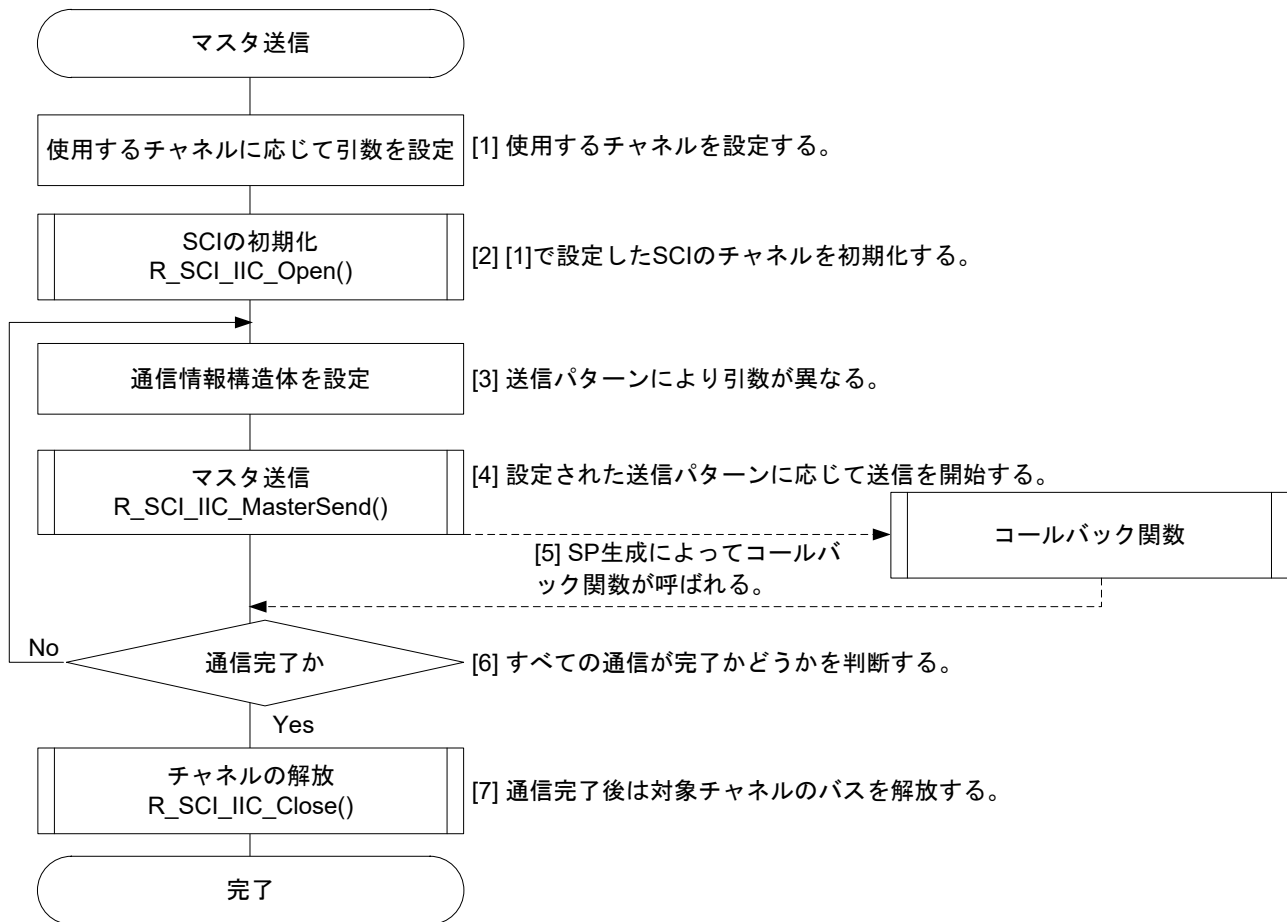 マスタ送信
使用するチャネルに応じて引数を設定
[1] 使用するチャネルを設定する。
SCIの初期化
R_SCI_IIC_Open()
[2] [1]で設定したSCIのチャネルを初期化する。
通信情報構造体を設定
[3] 送信パターンにより引数が異なる。
マスタ送信
R_SCI_IIC_MasterSend()
[4] 設定された送信パターンに応じて送信を開始する。
コールバック関数
[5] SP生成によってコールバ
ック関数が呼ばれる。
No
通信完了か
[6] すべての通信が完了かどうかを判断する。
Yes
チャネルの解放
R_SCI_IIC_Close()
[7] 通信完了後は対象チャネルのバスを解放する。
完了